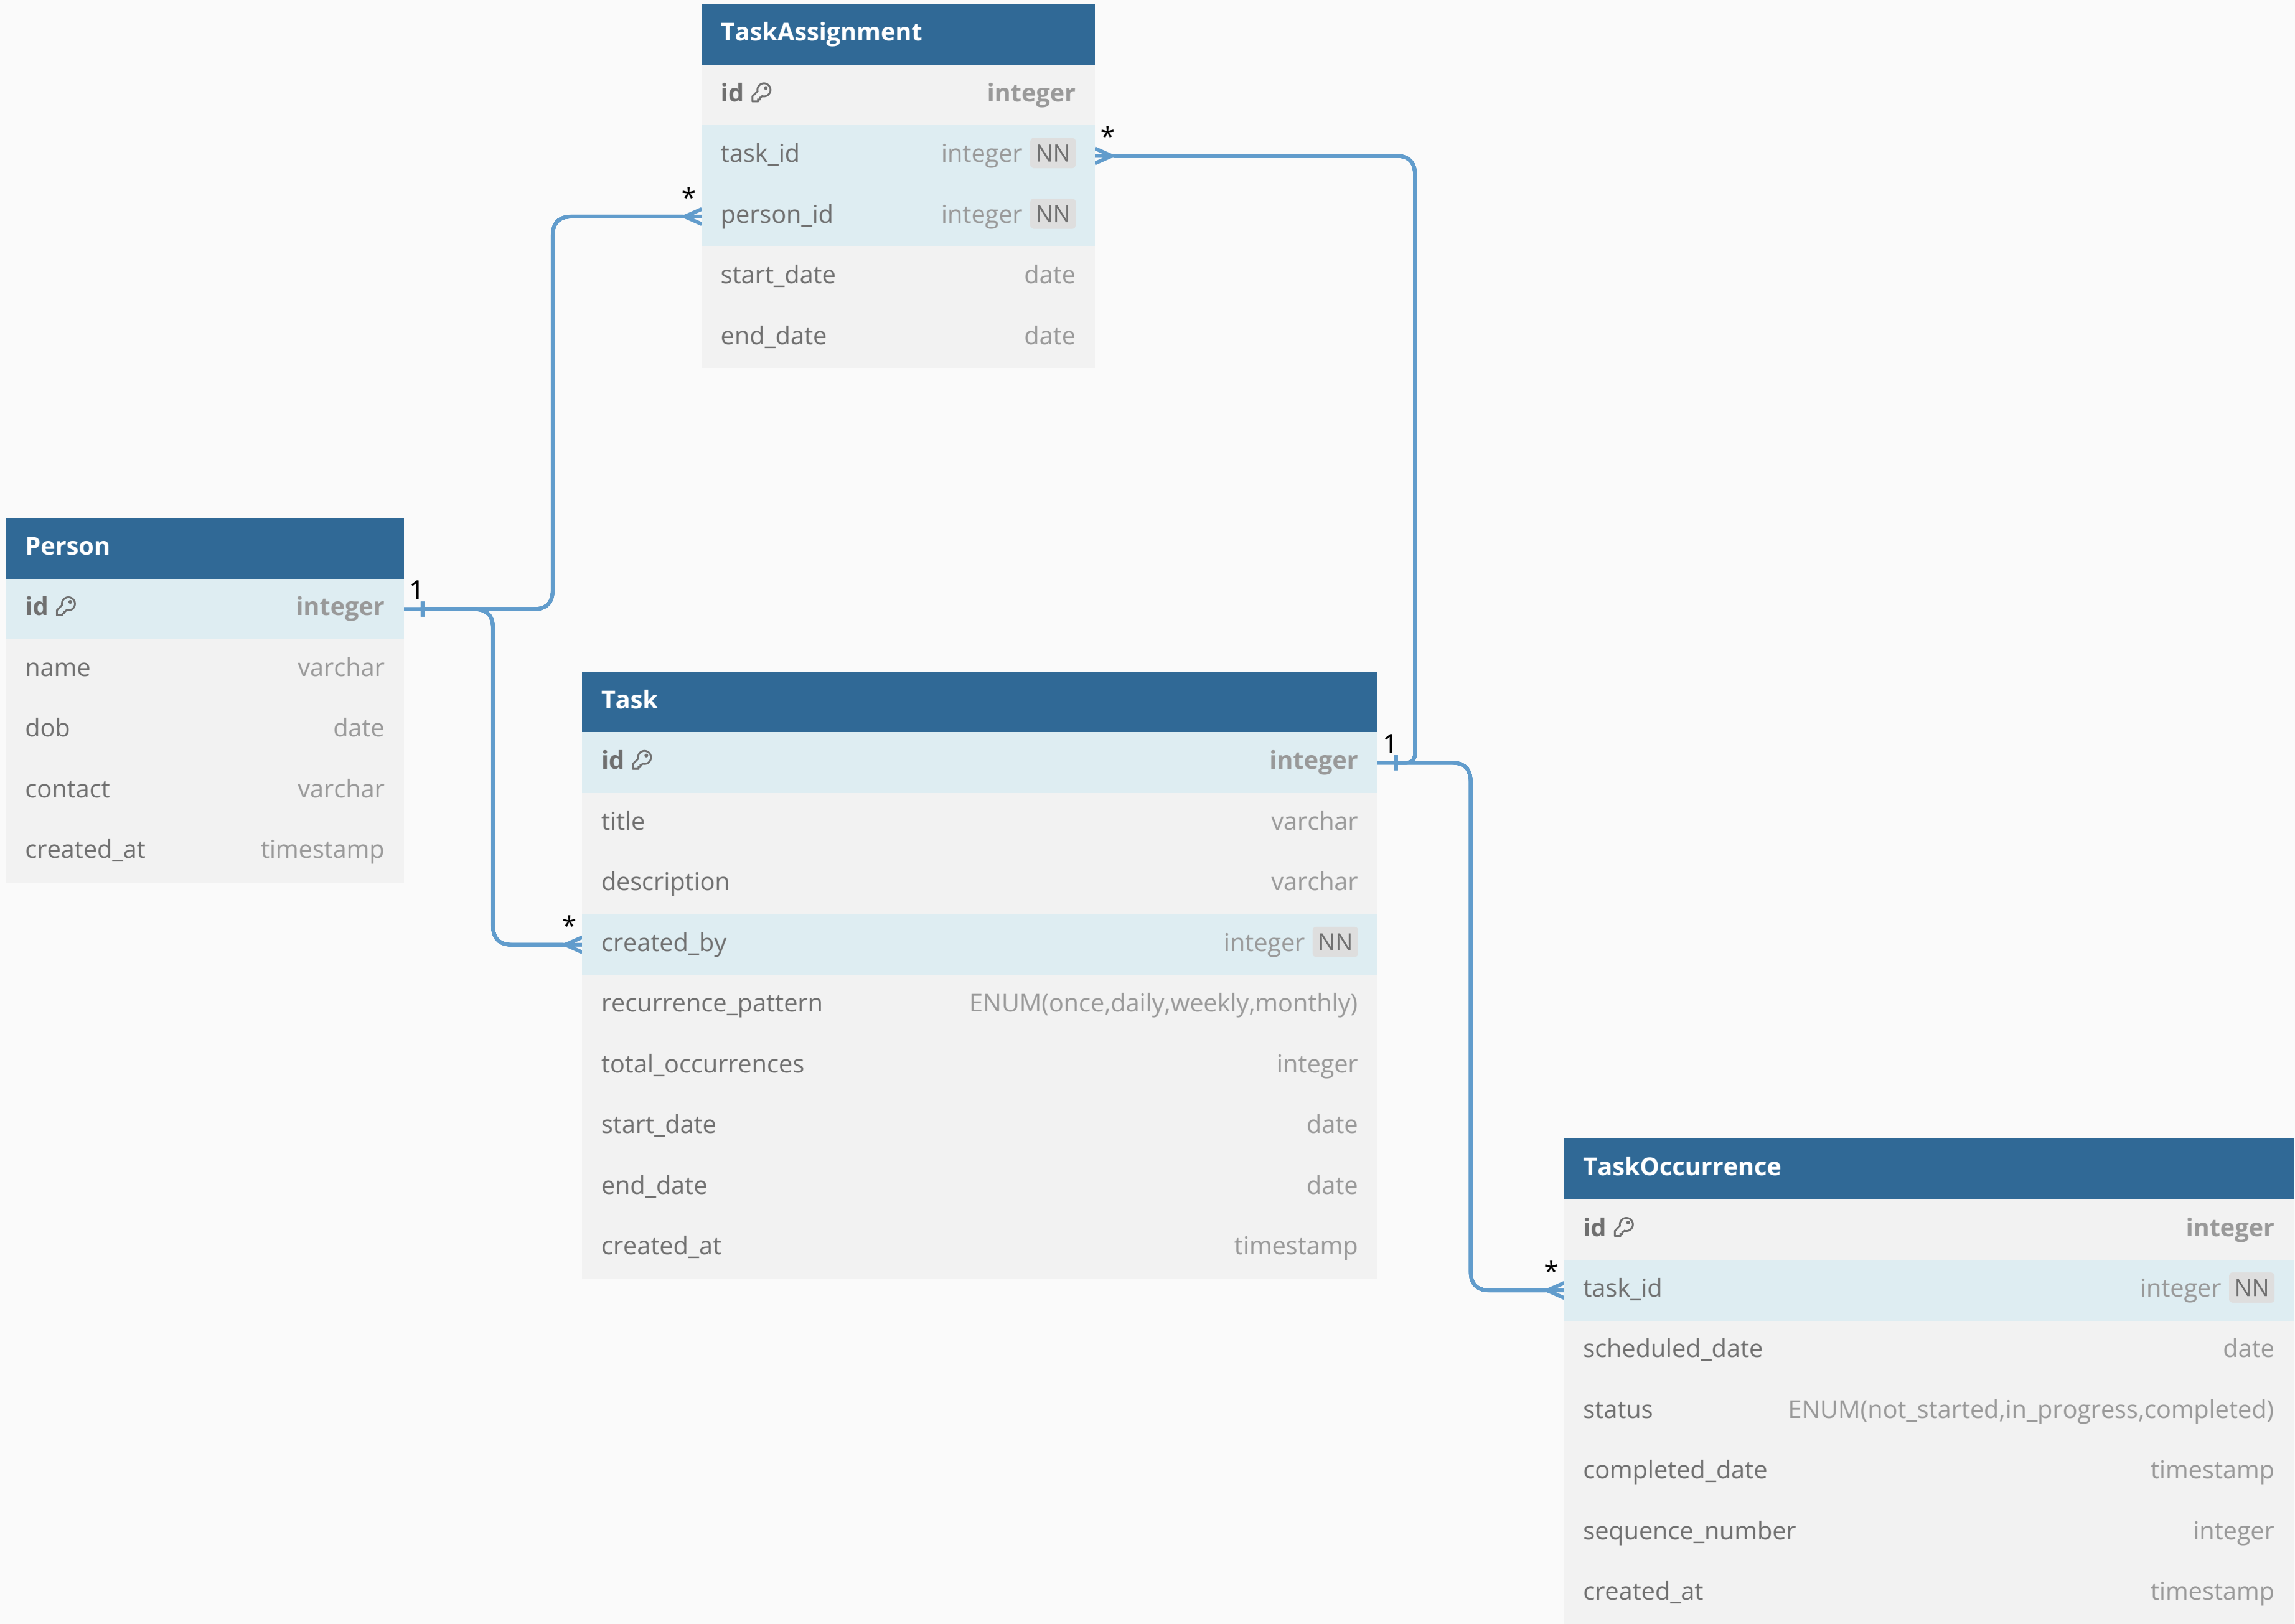 TaskAssignment
id integer
* task_id integer NN
* person_id integer NN
start_date date
end_date date
Person
1
id integer
name varchar
dob date
contact varchar
created_at timestamp
Task
1
id integer
title varchar
description varchar
* created_by integer NN
recurrence_pattern ENUM(once,daily,weekly,monthly)
total_occurrences integer
start_date date
end_date date
created_at timestamp
TaskOccurrence
id integer
* task_id integer NN
scheduled_date date
status ENUM(not_started,in_progress,completed)
completed_date timestamp
sequence_number integer
created_at timestamp